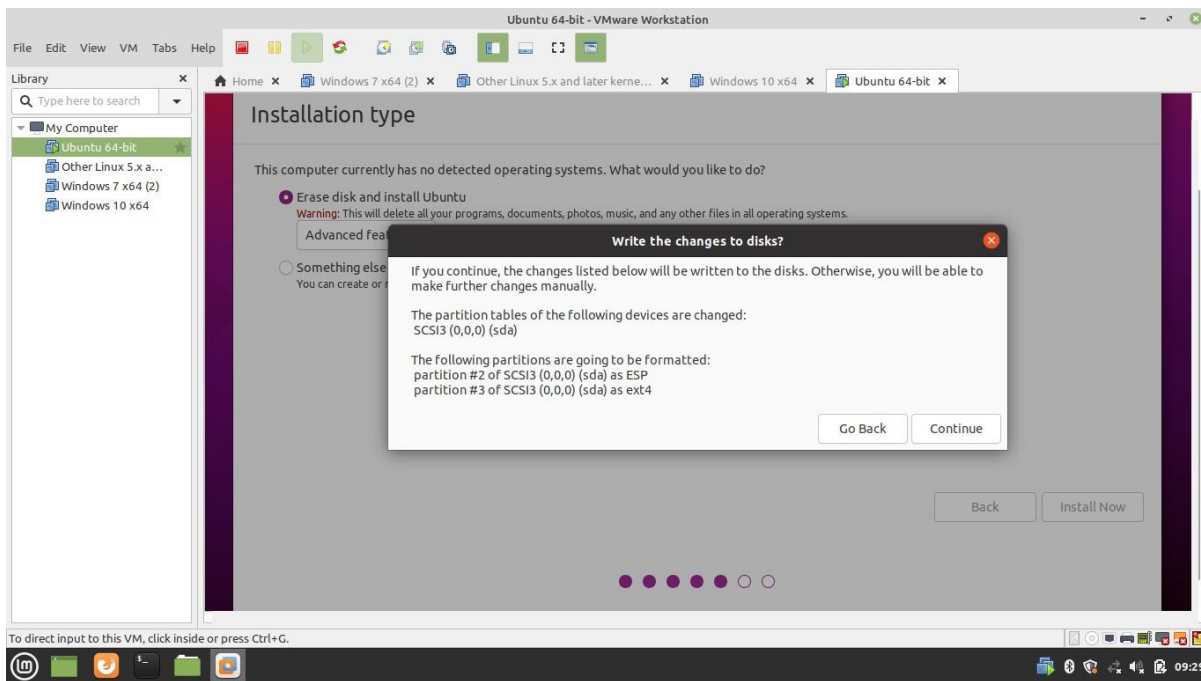 Ubuntu 64-bit - VMware Workstation
File Edit View VM Tabs Help
Library
Type here to search
My Computer
Ubuntu 64-bit
Other Linux 5.x a...
Windows 7 x64 (2)
Windows 10 x64
Home Windows 7 x64 (2) Other Linux 5.x and later kerne... Windows 10 x64 Ubuntu 64-bit
Installation type
This computer currently has no detected operating systems. What would you like to do?
Erase disk and install Ubuntu
Warning: This will delete all your programs, documents, photos, music, and any other files in all operating systems.
Advanced feat
Something else
You can create or r
Write the changes to disks?
If you continue, the changes listed below will be written to the disks. Otherwise, you will be able to
make further changes manually.
The partition tables of the following devices are changed:
SCSI3 (0,0,0) (sda)
The following partitions are going to be formatted:
partition #2 of SCSI3 (0,0,0) (sda) as ESP
partition #3 of SCSI3 (0,0,0) (sda) as ext4
Go Back Continue
Back Install Now
To direct input to this VM, click inside or press Ctrl+G.
09:29